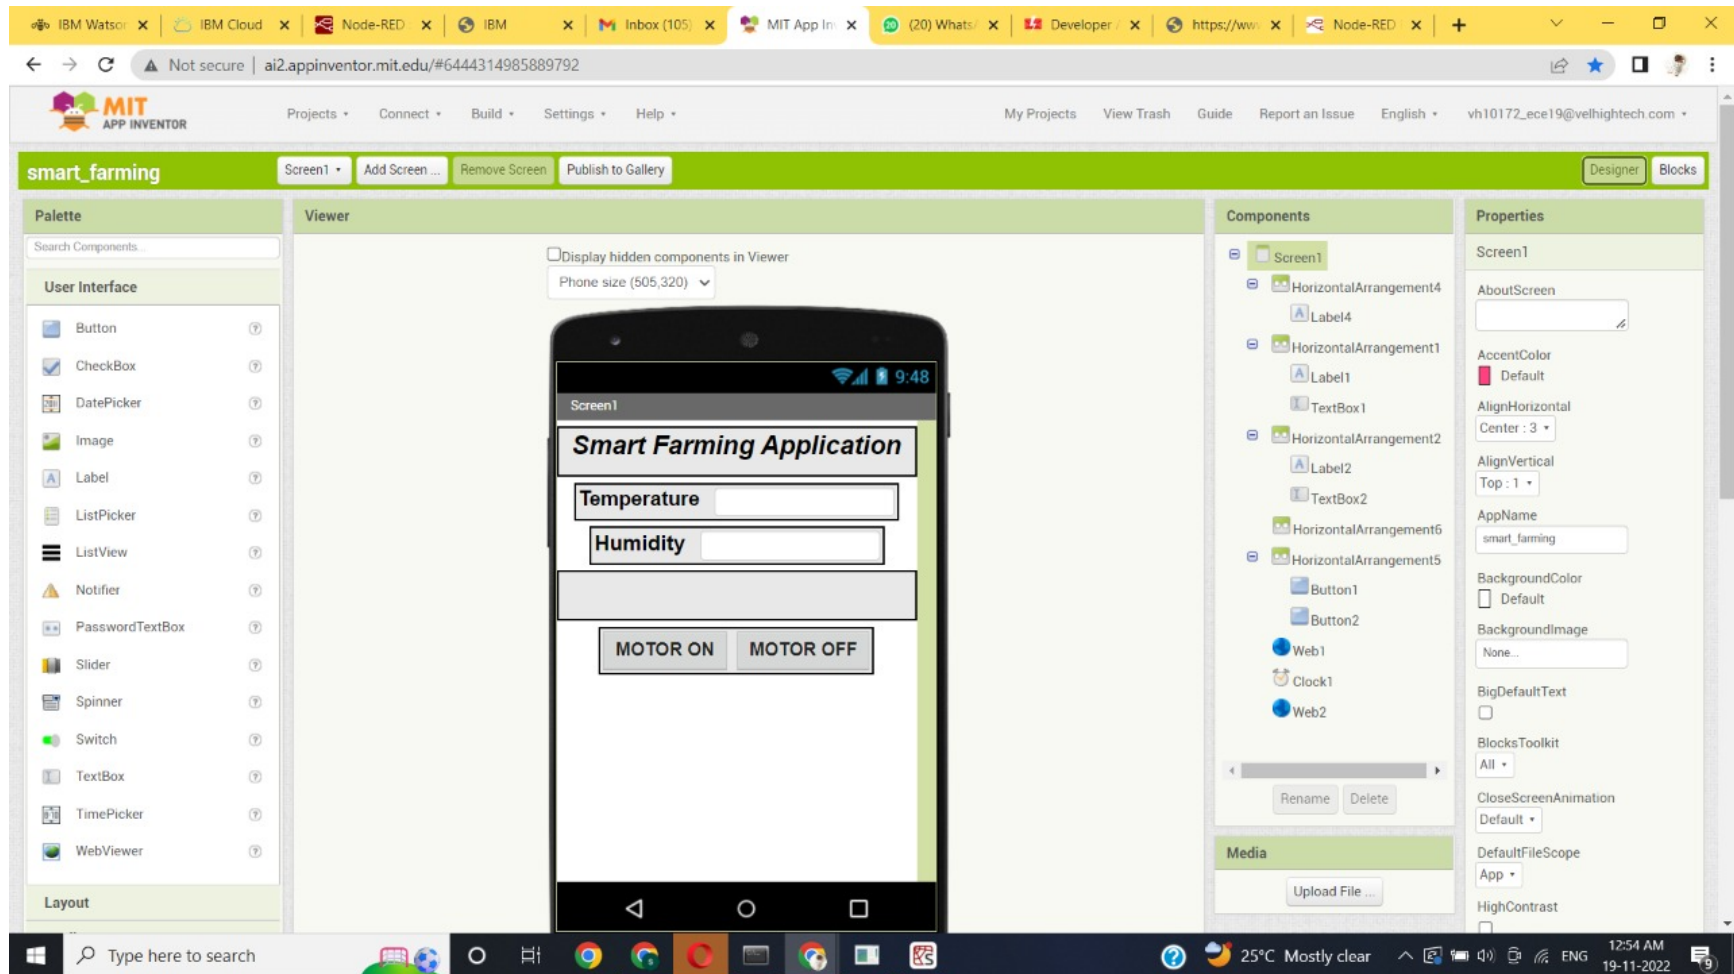 IBM Watson
IBM Cloud
Node-RED
IBM
Inbox (105)
MIT App In
(20) Whats
Developer /
https://ww
Node-RED
Not secure | ai2.appinventor.mit.edu/#6444314985889792
MIT
APP INVENTOR
Projects
Connect
Build
Settings
Help
My Projects
View Trash
Guide
Report an Issue
English
vh10172_ece19@velhightech.com
smart_farming
Screen1
Add Screen ...
Remove Screen
Publish to Gallery
Designer
Blocks
Palette
Search Components...
User Interface
Button
CheckBox
DatePicker
Image
Label
ListPicker
ListView
Notifier
PasswordTextBox
Slider
Spinner
Switch
TextBox
TimePicker
WebViewer
Layout
Viewer
Display hidden components in Viewer
Phone size (505,320)
9:48
Screen1
Smart Farming Application
Temperature
Humidity
MOTOR ON
MOTOR OFF
Components
Screen1
HorizontalArrangement4
Label4
HorizontalArrangement1
Label1
TextBox1
HorizontalArrangement2
Label2
TextBox2
HorizontalArrangement6
HorizontalArrangement5
Button1
Button2
Web1
Clock1
Web2
Rename
Delete
Media
Upload File ...
Properties
Screen1
AboutScreen
AccentColor
Default
AlignHorizontal
Center : 3
AlignVertical
Top : 1
AppName
smart_farming
BackgroundColor
Default
BackgroundImage
None...
BigDefaultText
BlocksToolkit
All
CloseScreenAnimation
Default
DefaultFileScope
App
HighContrast
Type here to search
25°C Mostly clear
ENG
12:54 AM
19-11-2022
9